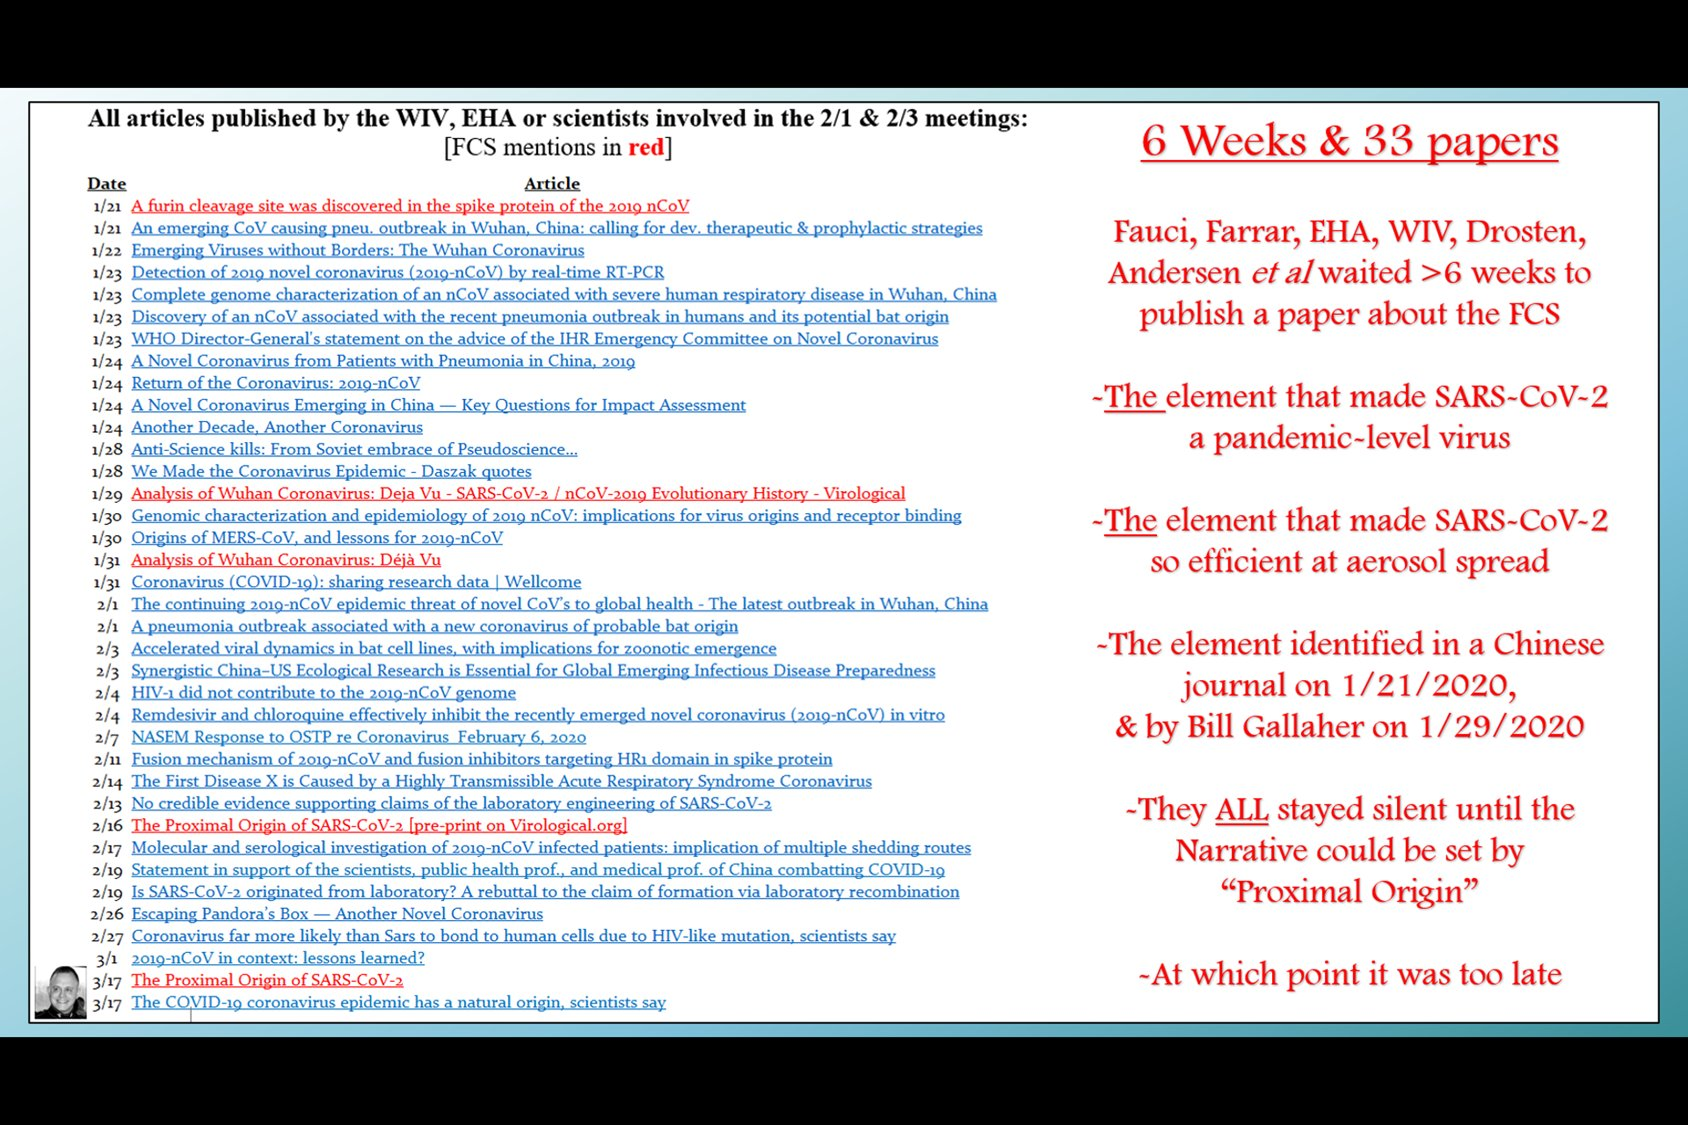 All articles published by the WIV, EHA or scientists involved in the 2/1 & 2/3 meetings:
[FCS mentions in red]
Date Article
1/21 A furin cleavage site was discovered in the spike protein of the 2019 nCoV
1/21 An emerging CoV causing pneu. outbreak in Wuhan, China: calling for dev. therapeutic & prophylactic strategies
1/22 Emerging Viruses without Borders: The Wuhan Coronavirus
1/23 Detection of 2019 novel coronavirus (2019-nCoV) by real-time RT-PCR
1/23 Complete genome characterization of an nCoV associated with severe human respiratory disease in Wuhan, China
1/23 Discovery of an nCoV associated with the recent pneumonia outbreak in humans and its potential bat origin
1/23 WHO Director-General's statement on the advice of the IHR Emergency Committee on Novel Coronavirus
1/24 A Novel Coronavirus from Patients with Pneumonia in China, 2019
1/24 Return of the Coronavirus: 2019-nCoV
1/24 A Novel Coronavirus Emerging in China — Key Questions for Impact Assessment
1/24 Another Decade, Another Coronavirus
1/28 Anti-Science kills: From Soviet embrace of Pseudoscience...
1/28 We Made the Coronavirus Epidemic - Daszak quotes
1/29 Analysis of Wuhan Coronavirus: Deja Vu - SARS-CoV-2 / nCoV-2019 Evolutionary History - Virological
1/30 Genomic characterization and epidemiology of 2019 nCoV: implications for virus origins and receptor binding
1/30 Origins of MERS-CoV, and lessons for 2019-nCoV
1/31 Analysis of Wuhan Coronavirus: Déjà Vu
1/31 Coronavirus (COVID-19): sharing research data | Wellcome
2/1 The continuing 2019-nCoV epidemic threat of novel CoV's to global health - The latest outbreak in Wuhan, China
2/1 A pneumonia outbreak associated with a new coronavirus of probable bat origin
2/3 Accelerated viral dynamics in bat cell lines, with implications for zoonotic emergence
2/3 Synergistic China–US Ecological Research is Essential for Global Emerging Infectious Disease Preparedness
2/4 HIV-1 did not contribute to the 2019-nCoV genome
2/4 Remdesivir and chloroquine effectively inhibit the recently emerged novel coronavirus (2019-nCoV) in vitro
2/7 NASEM Response to OSTP re Coronavirus February 6, 2020
2/11 Fusion mechanism of 2019-nCoV and fusion inhibitors targeting HR1 domain in spike protein
2/14 The First Disease X is Caused by a Highly Transmissible Acute Respiratory Syndrome Coronavirus
2/13 No credible evidence supporting claims of the laboratory engineering of SARS-CoV-2
2/16 The Proximal Origin of SARS-CoV-2 [pre-print on Virological.org]
2/17 Molecular and serological investigation of 2019-nCoV infected patients: implication of multiple shedding routes
2/19 Statement in support of the scientists, public health prof., and medical prof. of China combatting COVID-19
2/19 Is SARS-CoV-2 originated from laboratory? A rebuttal to the claim of formation via laboratory recombination
2/26 Escaping Pandora's Box — Another Novel Coronavirus
2/27 Coronavirus far more likely than Sars to bond to human cells due to HIV-like mutation, scientists say
3/1 2019-nCoV in context: lessons learned?
3/17 The Proximal Origin of SARS-CoV-2
3/17 The COVID-19 coronavirus epidemic has a natural origin, scientists say
6 Weeks & 33 papers
Fauci, Farrar, EHA, WIV, Drosten,
Andersen et al waited >6 weeks to
publish a paper about the FCS
-The element that made SARS-CoV-2
a pandemic-level virus
-The element that made SARS-CoV-2
so efficient at aerosol spread
-The element identified in a Chinese
journal on 1/21/2020,
& by Bill Gallaher on 1/29/2020
-They ALL stayed silent until the
Narrative could be set by
“Proximal Origin”
-At which point it was too late